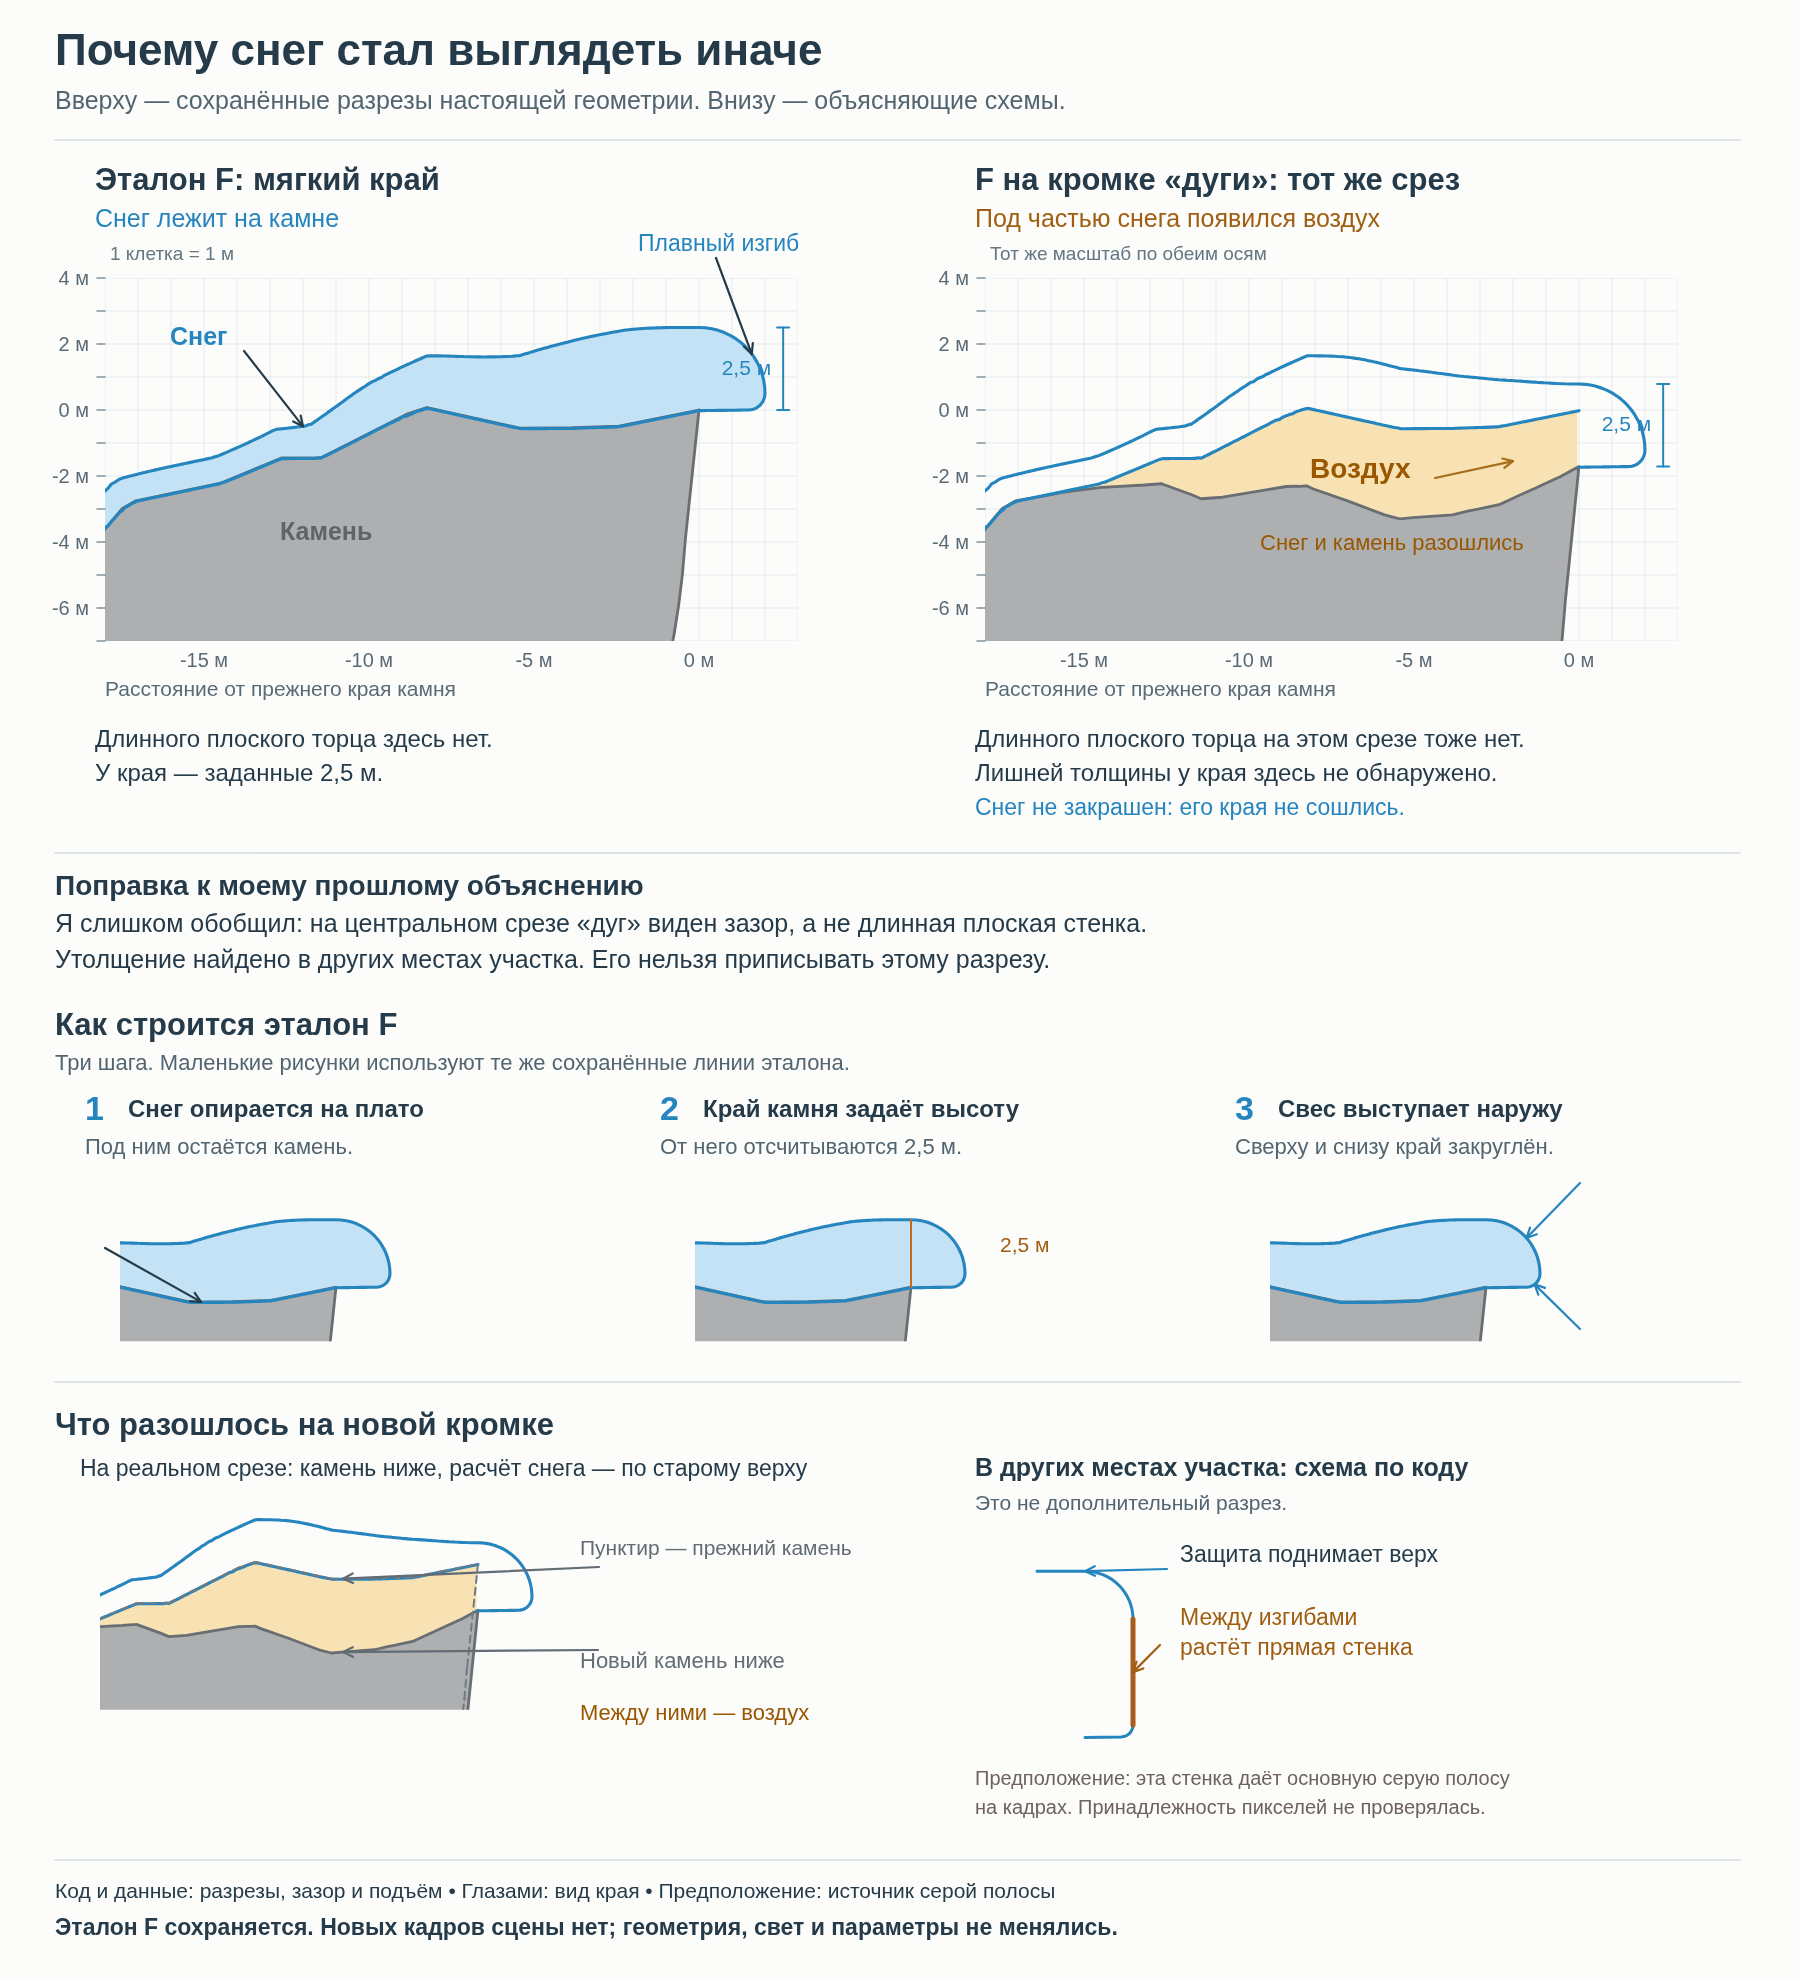 Почему снег стал выглядеть иначе
Вверху — сохранённые разрезы настоящей геометрии. Внизу — объясняющие схемы.
Эталон F: мягкий край
Снег лежит на камне
1 клетка = 1 м
Плавный изгиб
4 м
2 м
0 м
-2 м
-4 м
-6 м
Снег
2,5 м
Камень
-15 м
-10 м
-5 м
0 м
Расстояние от прежнего края камня
Длинного плоского торца здесь нет.
У края — заданные 2,5 м.
F на кромке «дуги»: тот же срез
Под частью снега появился воздух
Тот же масштаб по обеим осям
4 м
2 м
0 м
-2 м
-4 м
-6 м
2,5 м
Воздух
Снег и камень разошлись
-15 м
-10 м
-5 м
0 м
Расстояние от прежнего края камня
Длинного плоского торца на этом срезе тоже нет.
Лишней толщины у края здесь не обнаружено.
Снег не закрашен: его края не сошлись.
Поправка к моему прошлому объяснению
Я слишком обобщил: на центральном срезе «дуг» виден зазор, а не длинная плоская стенка.
Утолщение найдено в других местах участка. Его нельзя приписывать этому разрезу.
Как строится эталон F
Три шага. Маленькие рисунки используют те же сохранённые линии эталона.
1 Снег опирается на плато
Под ним остаётся камень.
2 Край камня задаёт высоту
От него отсчитываются 2,5 м.
2,5 м
3 Свес выступает наружу
Сверху и снизу край закруглён.
Что разошлось на новой кромке
На реальном срезе: камень ниже, расчёт снега — по старому верху
Пунктир — прежний камень
Новый камень ниже
Между ними — воздух
В других местах участка: схема по коду
Это не дополнительный разрез.
Защита поднимает верх
Между изгибами
растёт прямая стенка
Предположение: эта стенка даёт основную серую полосу
на кадрах. Принадлежность пикселей не проверялась.
Код и данные: разрезы, зазор и подъём • Глазами: вид края • Предположение: источник серой полосы
Эталон F сохраняется. Новых кадров сцены нет; геометрия, свет и параметры не менялись.